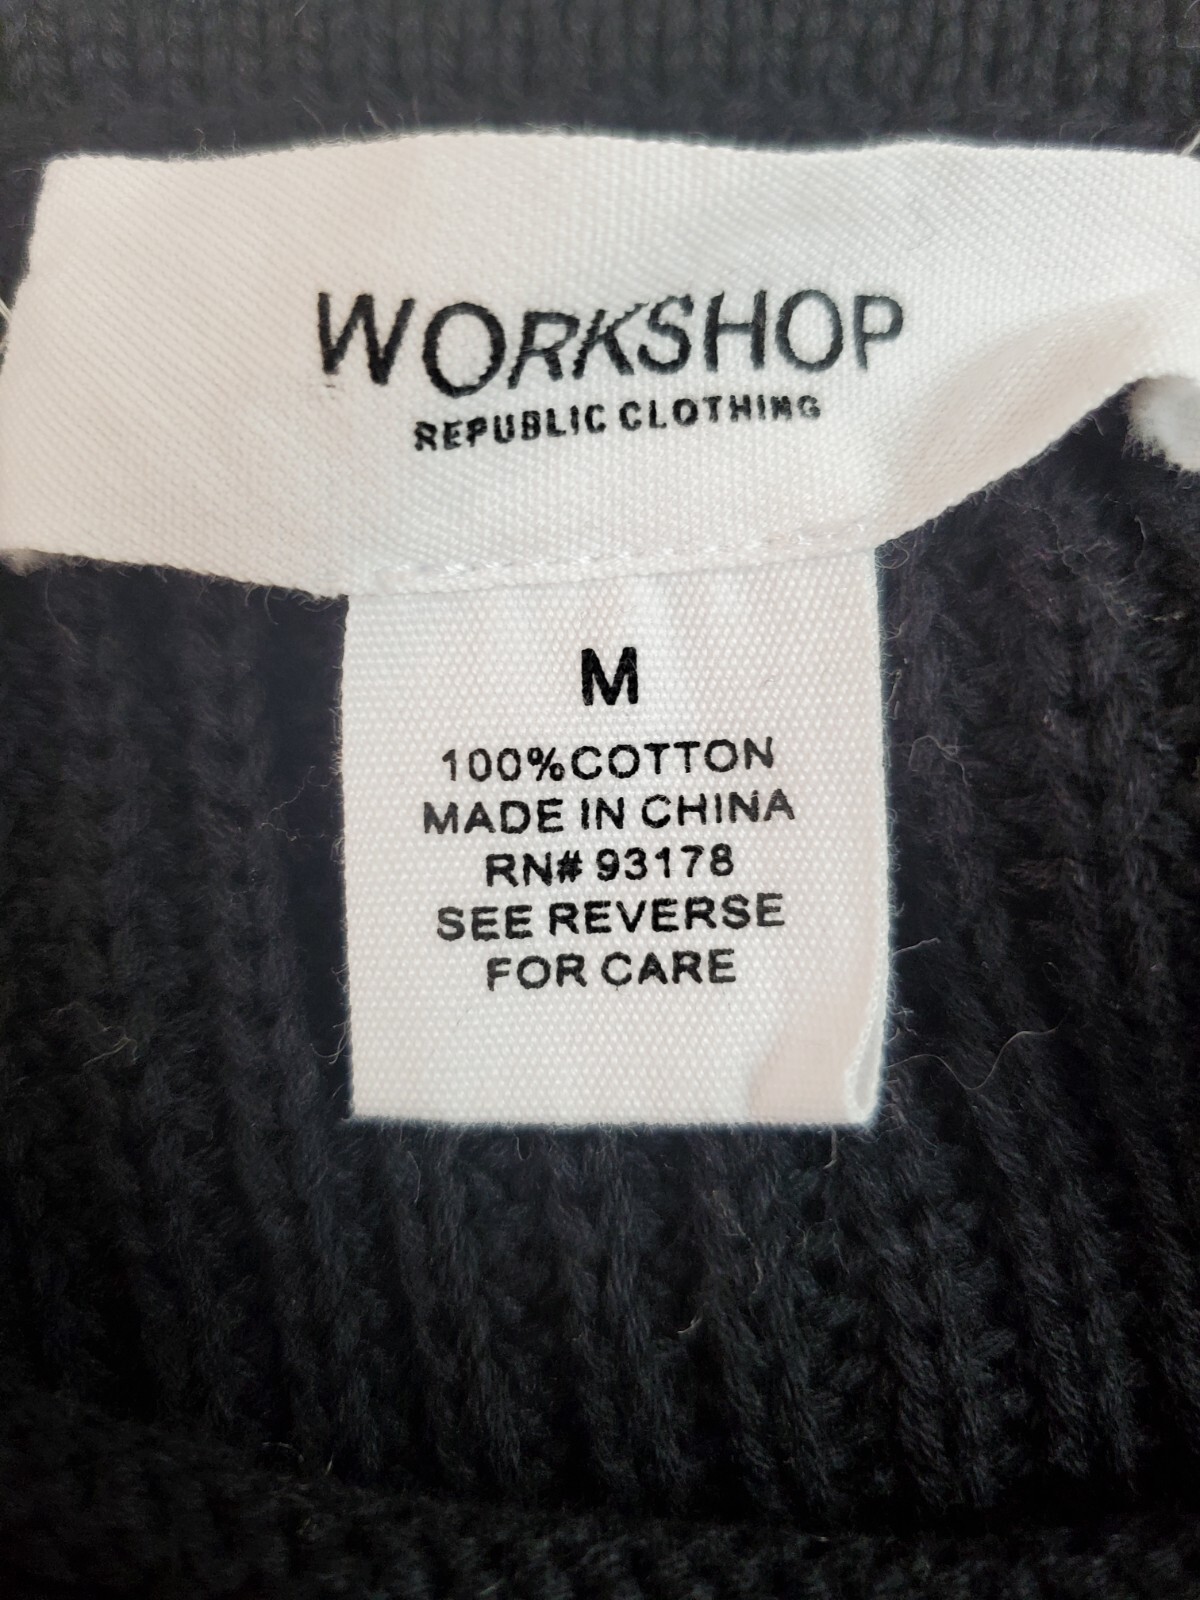 WORKSHOP
REPUBLIC CLOTHING
M
100%COTTON
MADE IN CHINA
RN# 93178
SEE REVERSE
FOR CARE